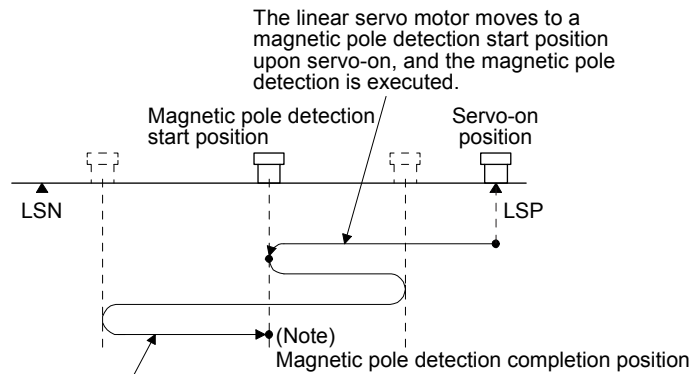 The linear servo motor moves to a
magnetic pole detection start position
upon servo-on, and the magnetic pole
detection is executed.
Magnetic pole detection
start position
Servo-on
position
LSN
LSP
(Note)
Magnetic pole detection completion position